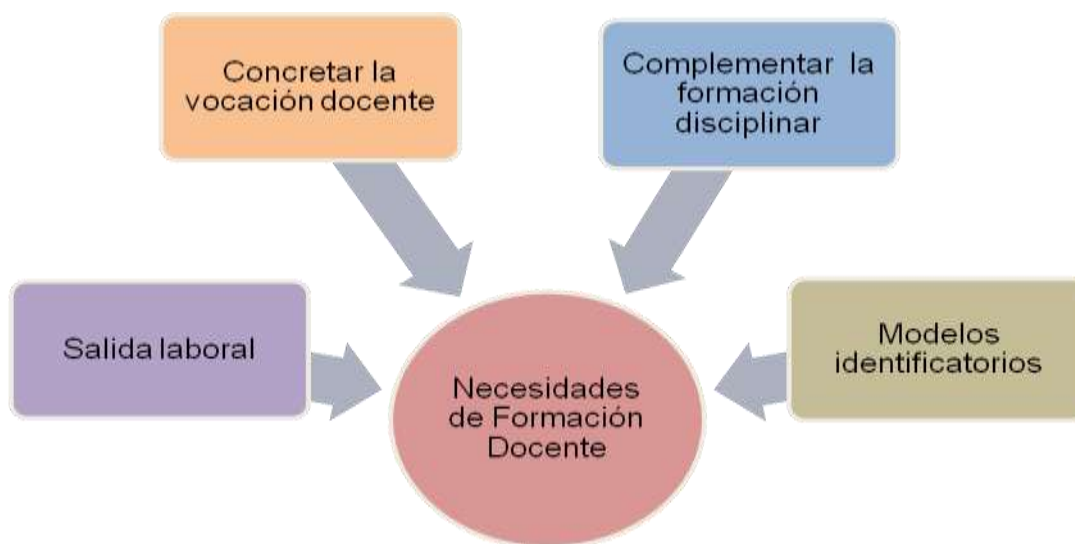 Concretar la
vocación docente
Complementar la
formación
disciplinar
Salida laboral
Modelos
identificatorios
Necesidades
de Formación
Docente